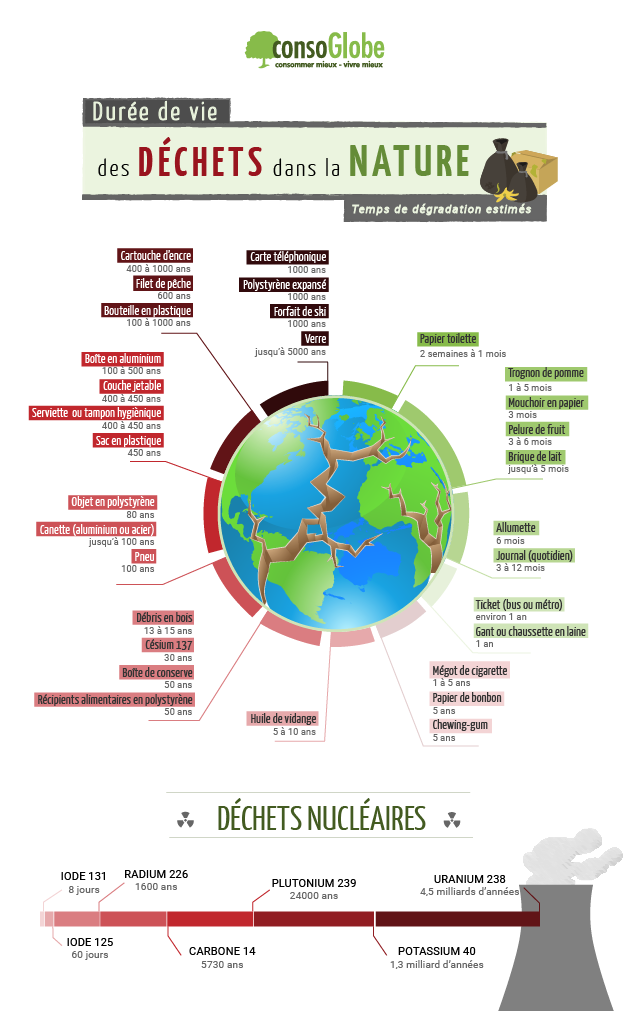 consoGlobe
consommer mieux - vivre mieux
Durée de vie
des DÉCHETS dans la NATURE
Temps de dégradation estimés
Cartouche d'encre
400 à 1000 ans
Filet de pêche
600 ans
Bouteille en plastique
100 à 1000 ans
Carte téléphonique
1000 ans
Polystyrène expansé
1000 ans
Forfait de ski
1000 ans
Verre
jusqu'à 5000 ans
Papier toilette
2 semaines à 1 mois
Trognon de pomme
1 à 5 mois
Mouchoir en papier
3 mois
Pelure de fruit
3 à 6 mois
Brique de lait
jusqu'à 5 mois
Boîte en aluminium
100 à 500 ans
Couche jetable
400 à 450 ans
Serviette ou tampon hygiènique
400 à 450 ans
Sac en plastique
450 ans
Objet en polystyrène
80 ans
Canette (aluminium ou acier)
jusqu'à 100 ans
Pneu
100 ans
Allumette
6 mois
Journal (quotidien)
3 à 12 mois
Ticket (bus ou métro)
environ 1 an
Gant ou chaussette en laine
1 an
Débris en bois
13 à 15 ans
Césium 137
30 ans
Boîte de conserve
50 ans
Récipients alimentaires en polystyrène
50 ans
Huile de vidange
5 à 10 ans
Mégot de cigarette
1 à 5 ans
Papier de bonbon
5 ans
Chewing-gum
5 ans
DÉCHETS NUCLÉAIRES
IODE 131
8 jours
RADIUM 226
1600 ans
PLUTONIUM 239
24000 ans
URANIUM 238
4,5 milliards d'années
IODE 125
60 jours
CARBONE 14
5730 ans
POTASSIUM 40
1,3 milliard d'années